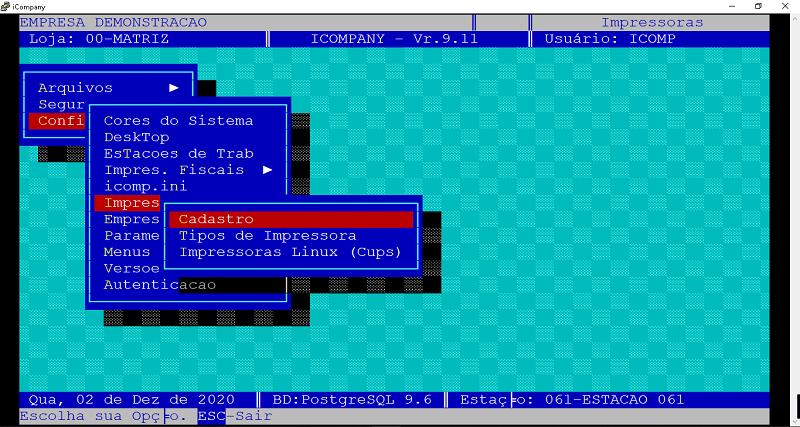 iCompany
EMPRESA DEMONSTRACAO Impressoras
Loja: 00-MATRIZ ICOMPANY - Vr.9.11 Usuário: ICOMP
Arquivos
Segur
Confi
Cores do Sistema
DeskTop
EsTacoes de Trab
Impres. Fiscais
icomp.ini
Impres
Empres
Parame
Menus
Versoe
Autenticacao
Cadastro
Tipos de Impressora
Impressoras Linux (Cups)
Qua, 02 de Dez de 2020 BD:PostgreSQL 9.6 Estaç╞o: 061-ESTACAO 061
Escolha sua Opç╞o. ESC-Sair